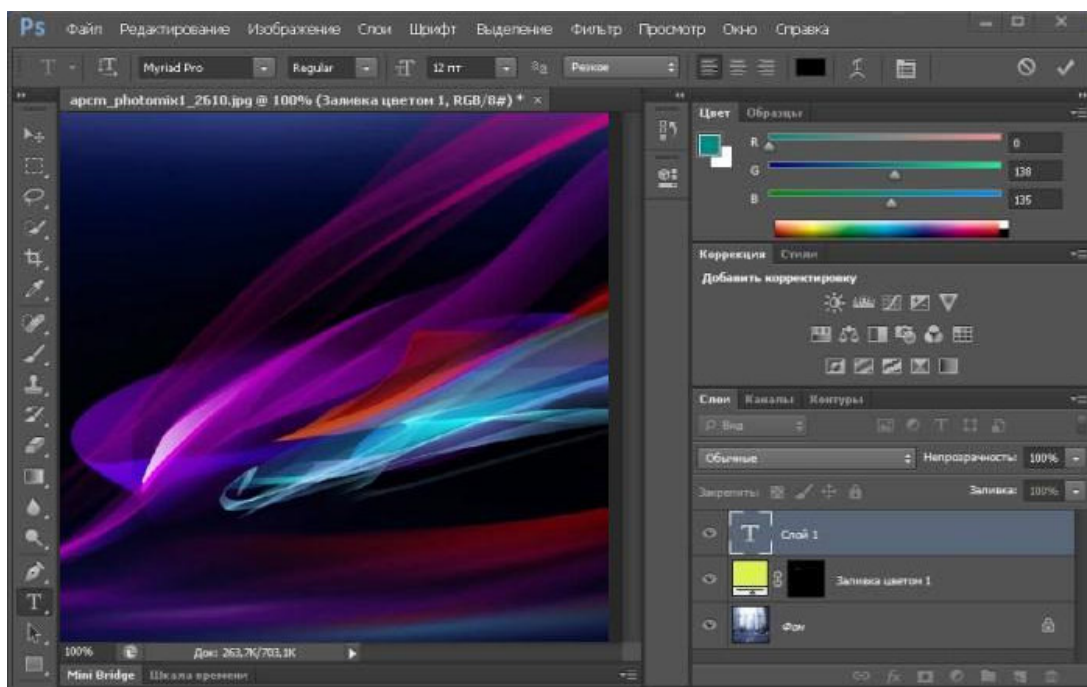 Ps Файл Редактирование Изображение Слои Шрифт Выделение Фильтр Просмотр Окно Справка
T Myriad Pro Regular 12 пт Резкое
apcm_photomix1_2610.jpg @ 100% (Заливка цветом 1, RGB/8#) * ×
Цвет Образцы
R 0
G 138
B 135
Коррекция Стили
Добавить корректировку
Слои Каналы Контуры
Вид
Обычные Непрозрачность: 100%
Закрепить: Заливка: 100%
T Слой 1
Заливка цветом 1
Фон
100% Док: 263,7K/703,1K
Mini Bridge Шкала времени